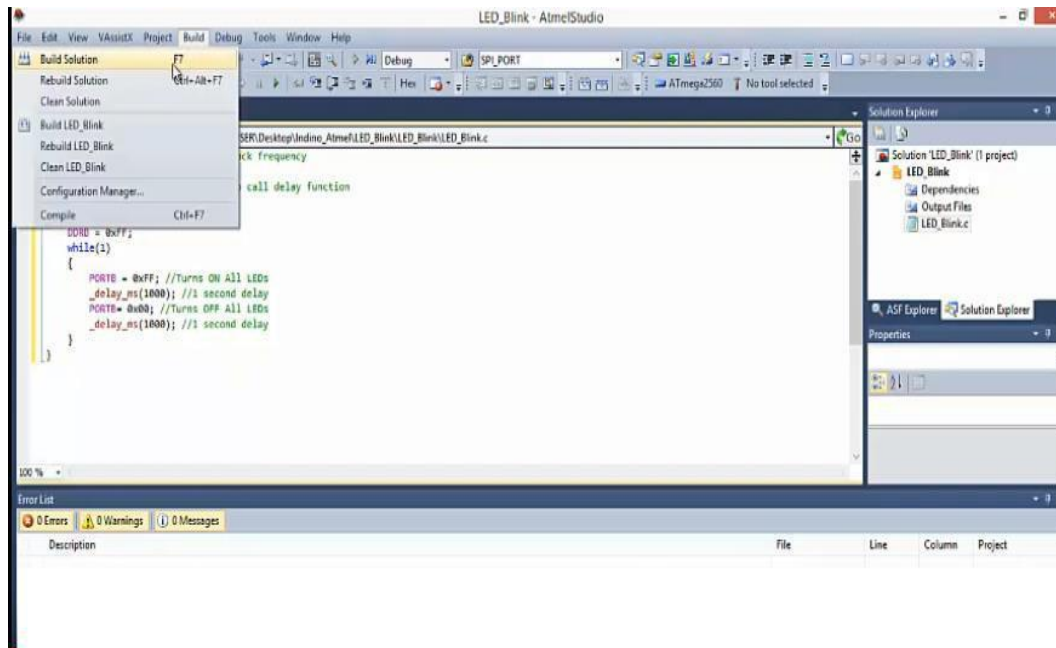 LED_Blink - AtmelStudio
File Edit View VAssistX Project Build Debug Tools Window Help
Build Solution F7
Rebuild Solution Ctrl+Alt+F7
Clean Solution
Build LED_Blink
Rebuild LED_Blink
Clean LED_Blink
Configuration Manager...
Compile Ctrl+F7
Debug SPI_PORT
Hex ATmega2560 No tool selected
SER\Desktop\Indino_Atmel\LED_Blink\LED_Blink\LED_Blink.c Go
ck frequency
call delay function
DDRB = 0xFF;
while(1)
{
PORTB = 0xFF; //Turns ON All LEDs
_delay_ms(1000); //1 second delay
PORTB= 0x00; //Turns OFF All LEDs
_delay_ms(1000); //1 second delay
}
}
100 %
Solution Explorer
Solution 'LED_Blink' (1 project)
LED_Blink
Dependencies
Output Files
LED_Blink.c
ASF Explorer Solution Explorer
Properties
Error List
0 Errors 0 Warnings 0 Messages
Description File Line Column Project